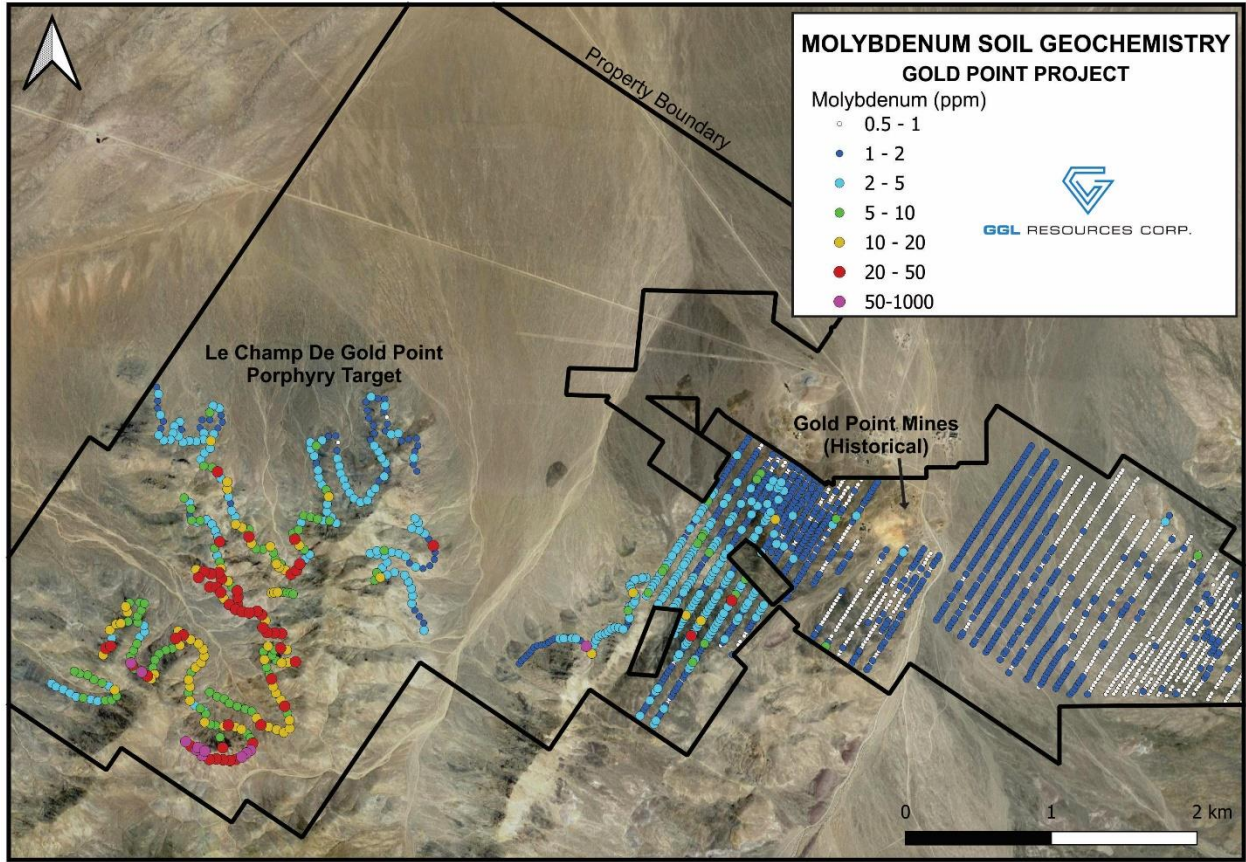 MOLYBDENUM SOIL GEOCHEMISTRY
GOLD POINT PROJECT
Molybdenum (ppm)
0.5 - 1
1 - 2
2 - 5
5 - 10
10 - 20
20 - 50
50-1000
GGL RESOURCES CORP.
Property Boundary
Le Champ De Gold Point
Porphyry Target
Gold Point Mines
(Historical)
0 1 2 km